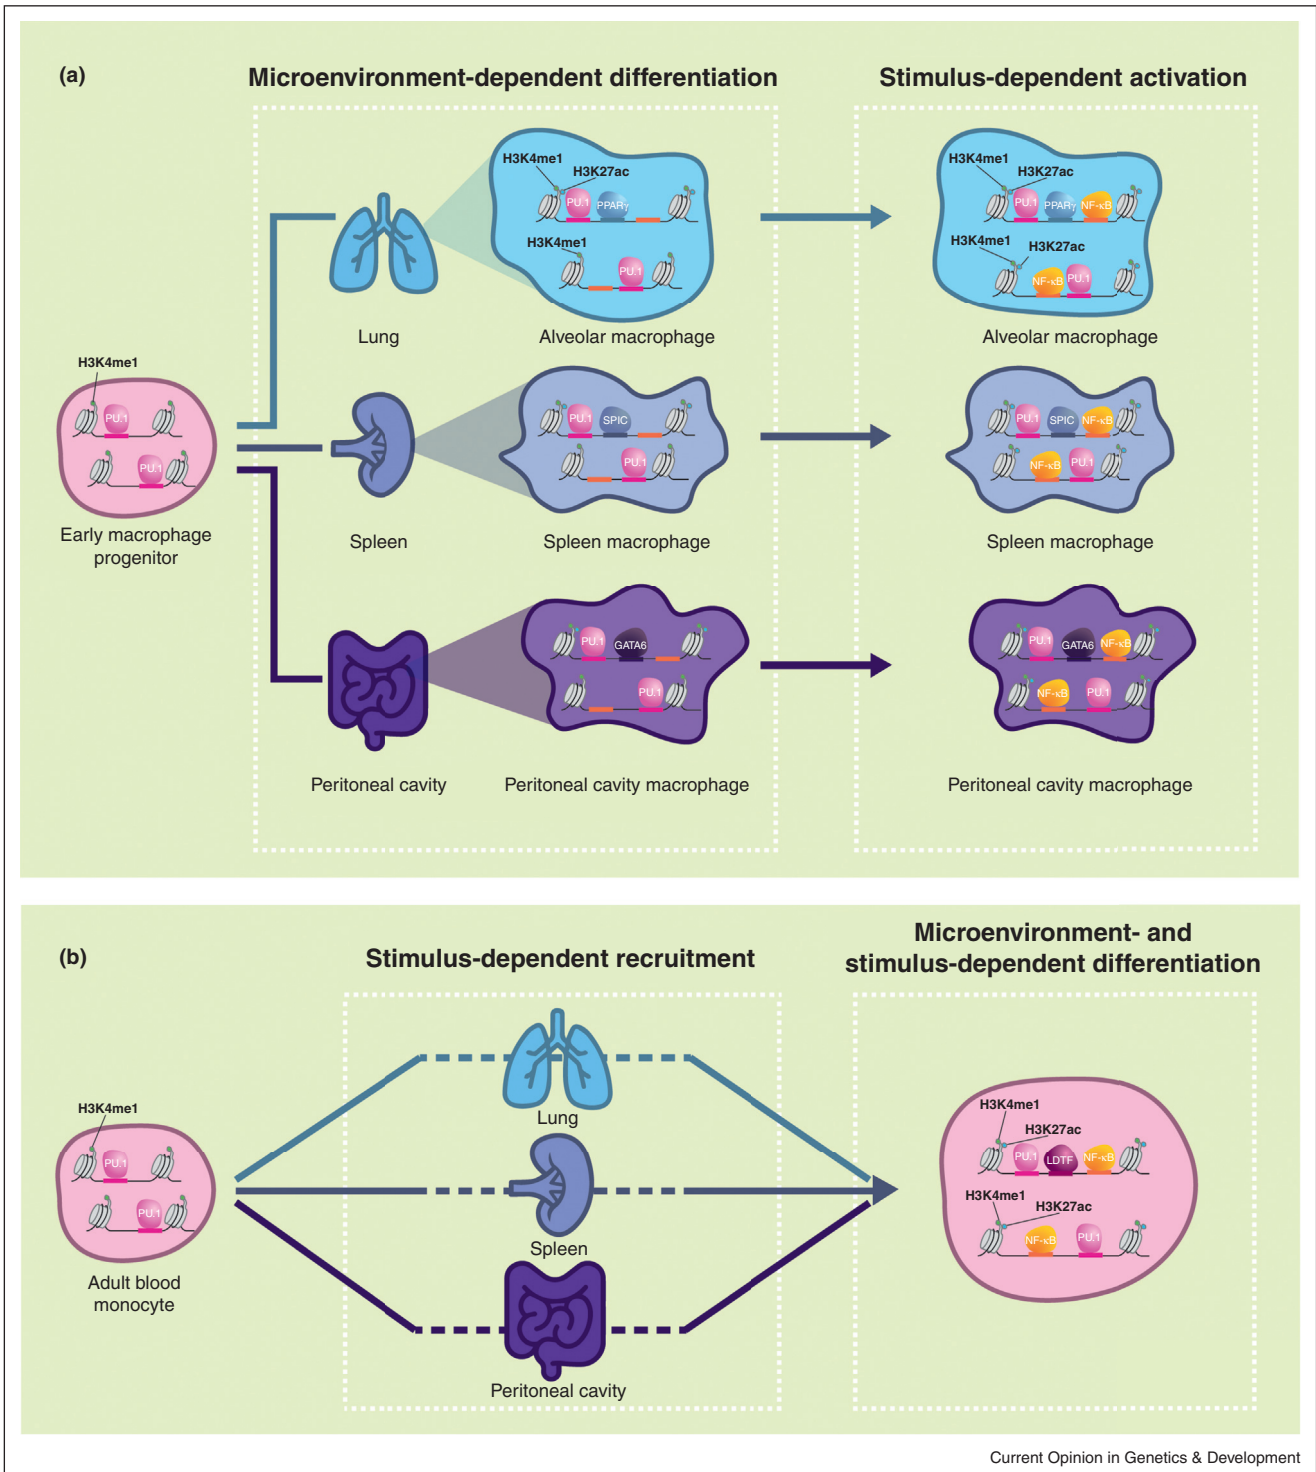 (a)
Microenvironment-dependent differentiation
Stimulus-dependent activation
H3K4me1
H3K27ac
PU.1
PPARγ
H3K4me1
PU.1
H3K4me1
H3K27ac
PU.1
PPARγ
NF-κB
H3K4me1
H3K27ac
NF-κB
PU.1
Lung
Alveolar macrophage
Alveolar macrophage
H3K4me1
PU.1
PU.1
Early macrophage
progenitor
PU.1
SPIC
PU.1
PU.1
SPIC
NF-κB
NF-κB
PU.1
Spleen
Spleen macrophage
Spleen macrophage
PU.1
GATA6
PU.1
PU.1
GATA6
NF-κB
NF-κB
PU.1
Peritoneal cavity
Peritoneal cavity macrophage
Peritoneal cavity macrophage
(b)
Stimulus-dependent recruitment
Microenvironment- and
stimulus-dependent differentiation
H3K4me1
PU.1
PU.1
Adult blood
monocyte
Lung
Spleen
Peritoneal cavity
H3K4me1
H3K27ac
PU.1
LDTF
NF-κB
H3K4me1
H3K27ac
NF-κB
PU.1
Current Opinion in Genetics & Development